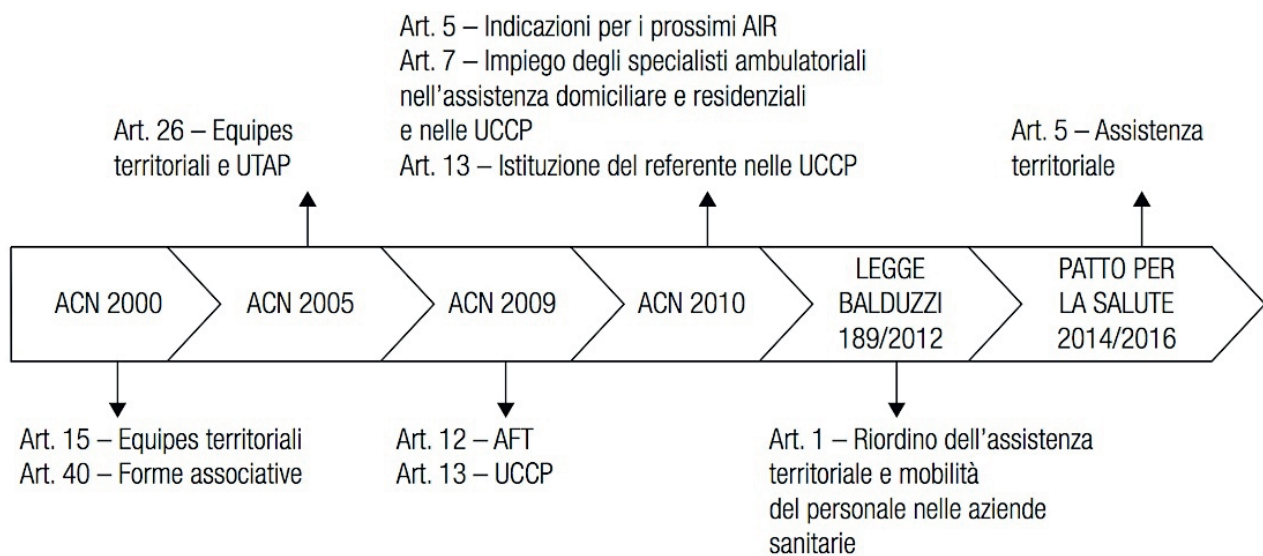 Art. 5 – Indicazioni per i prossimi AIR
Art. 7 – Impiego degli specialisti ambulatoriali
nell'assistenza domiciliare e residenziali
e nelle UCCP
Art. 13 – Istituzione del referente nelle UCCP
Art. 26 – Equipes
territoriali e UTAP
Art. 5 – Assistenza
territoriale
ACN 2000
ACN 2005
ACN 2009
ACN 2010
LEGGE
BALDUZZI
189/2012
PATTO PER
LA SALUTE
2014/2016
Art. 15 – Equipes territoriali
Art. 40 – Forme associative
Art. 12 – AFT
Art. 13 – UCCP
Art. 1 – Riordino dell'assistenza
territoriale e mobilità
del personale nelle aziende
sanitarie